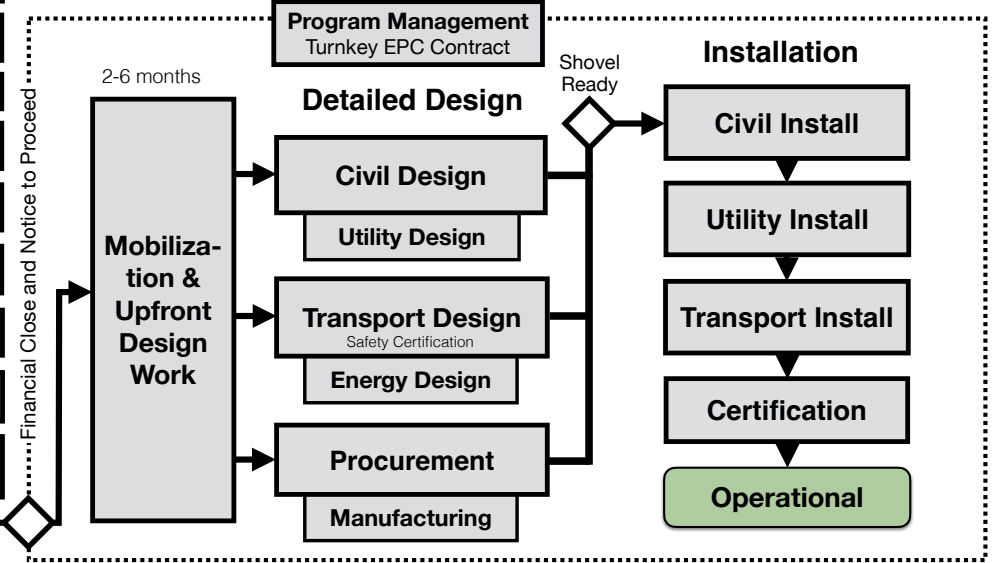 Program Management
Turnkey EPC Contract
Financial Close and Notice to Proceed
2-6 months
Mobiliza-
tion &
Upfront
Design
Work
Detailed Design
Civil Design
Utility Design
Transport Design
Safety Certification
Energy Design
Procurement
Manufacturing
Shovel
Ready
Installation
Civil Install
Utility Install
Transport Install
Certification
Operational